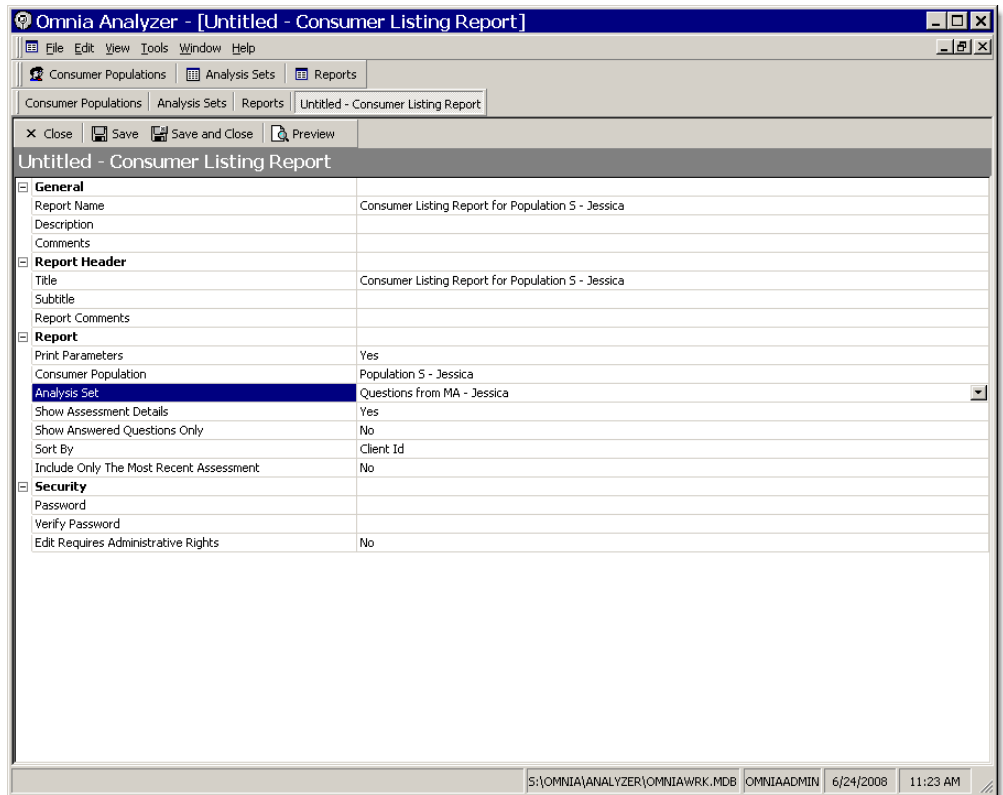 Omnia Analyzer - [Untitled - Consumer Listing Report]
File Edit View Tools Window Help
Consumer Populations Analysis Sets Reports
Consumer Populations Analysis Sets Reports Untitled - Consumer Listing Report
Close Save Save and Close Preview
Untitled - Consumer Listing Report
General
Report Name Consumer Listing Report for Population S - Jessica
Description
Comments
Report Header
Title Consumer Listing Report for Population S - Jessica
Subtitle
Report Comments
Report
Print Parameters Yes
Consumer Population Population S - Jessica
Analysis Set Questions from MA - Jessica
Show Assessment Details Yes
Show Answered Questions Only No
Sort By Client Id
Include Only The Most Recent Assessment No
Security
Password
Verify Password
Edit Requires Administrative Rights No
S:\OMNIA\ANALYZER\OMNIAWRK.MDB OMNIAADMIN 6/24/2008 11:23 AM